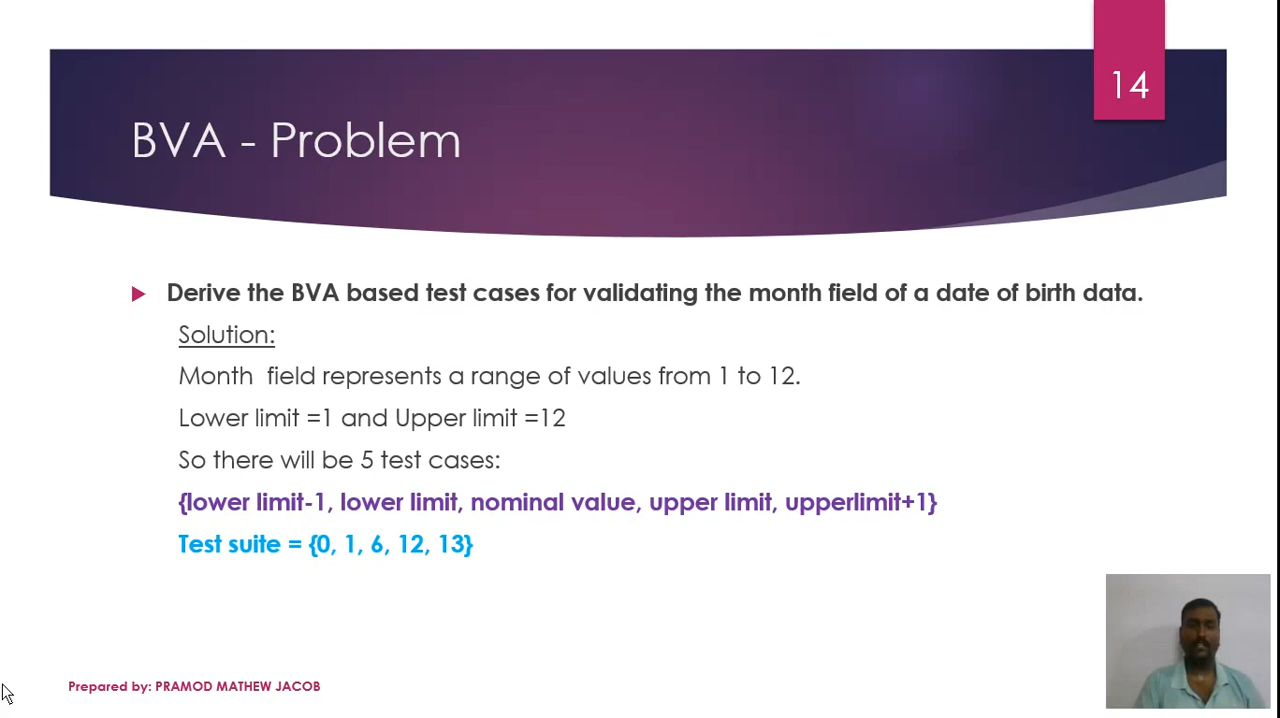 14
BVA - Problem
Derive the BVA based test cases for validating the month field of a date of birth data.
Solution:
Month field represents a range of values from 1 to 12.
Lower limit =1 and Upper limit =12
So there will be 5 test cases:
{lower limit-1, lower limit, nominal value, upper limit, upperlimit+1}
Test suite = {0, 1, 6, 12, 13}
Prepared by: PRAMOD MATHEW JACOB